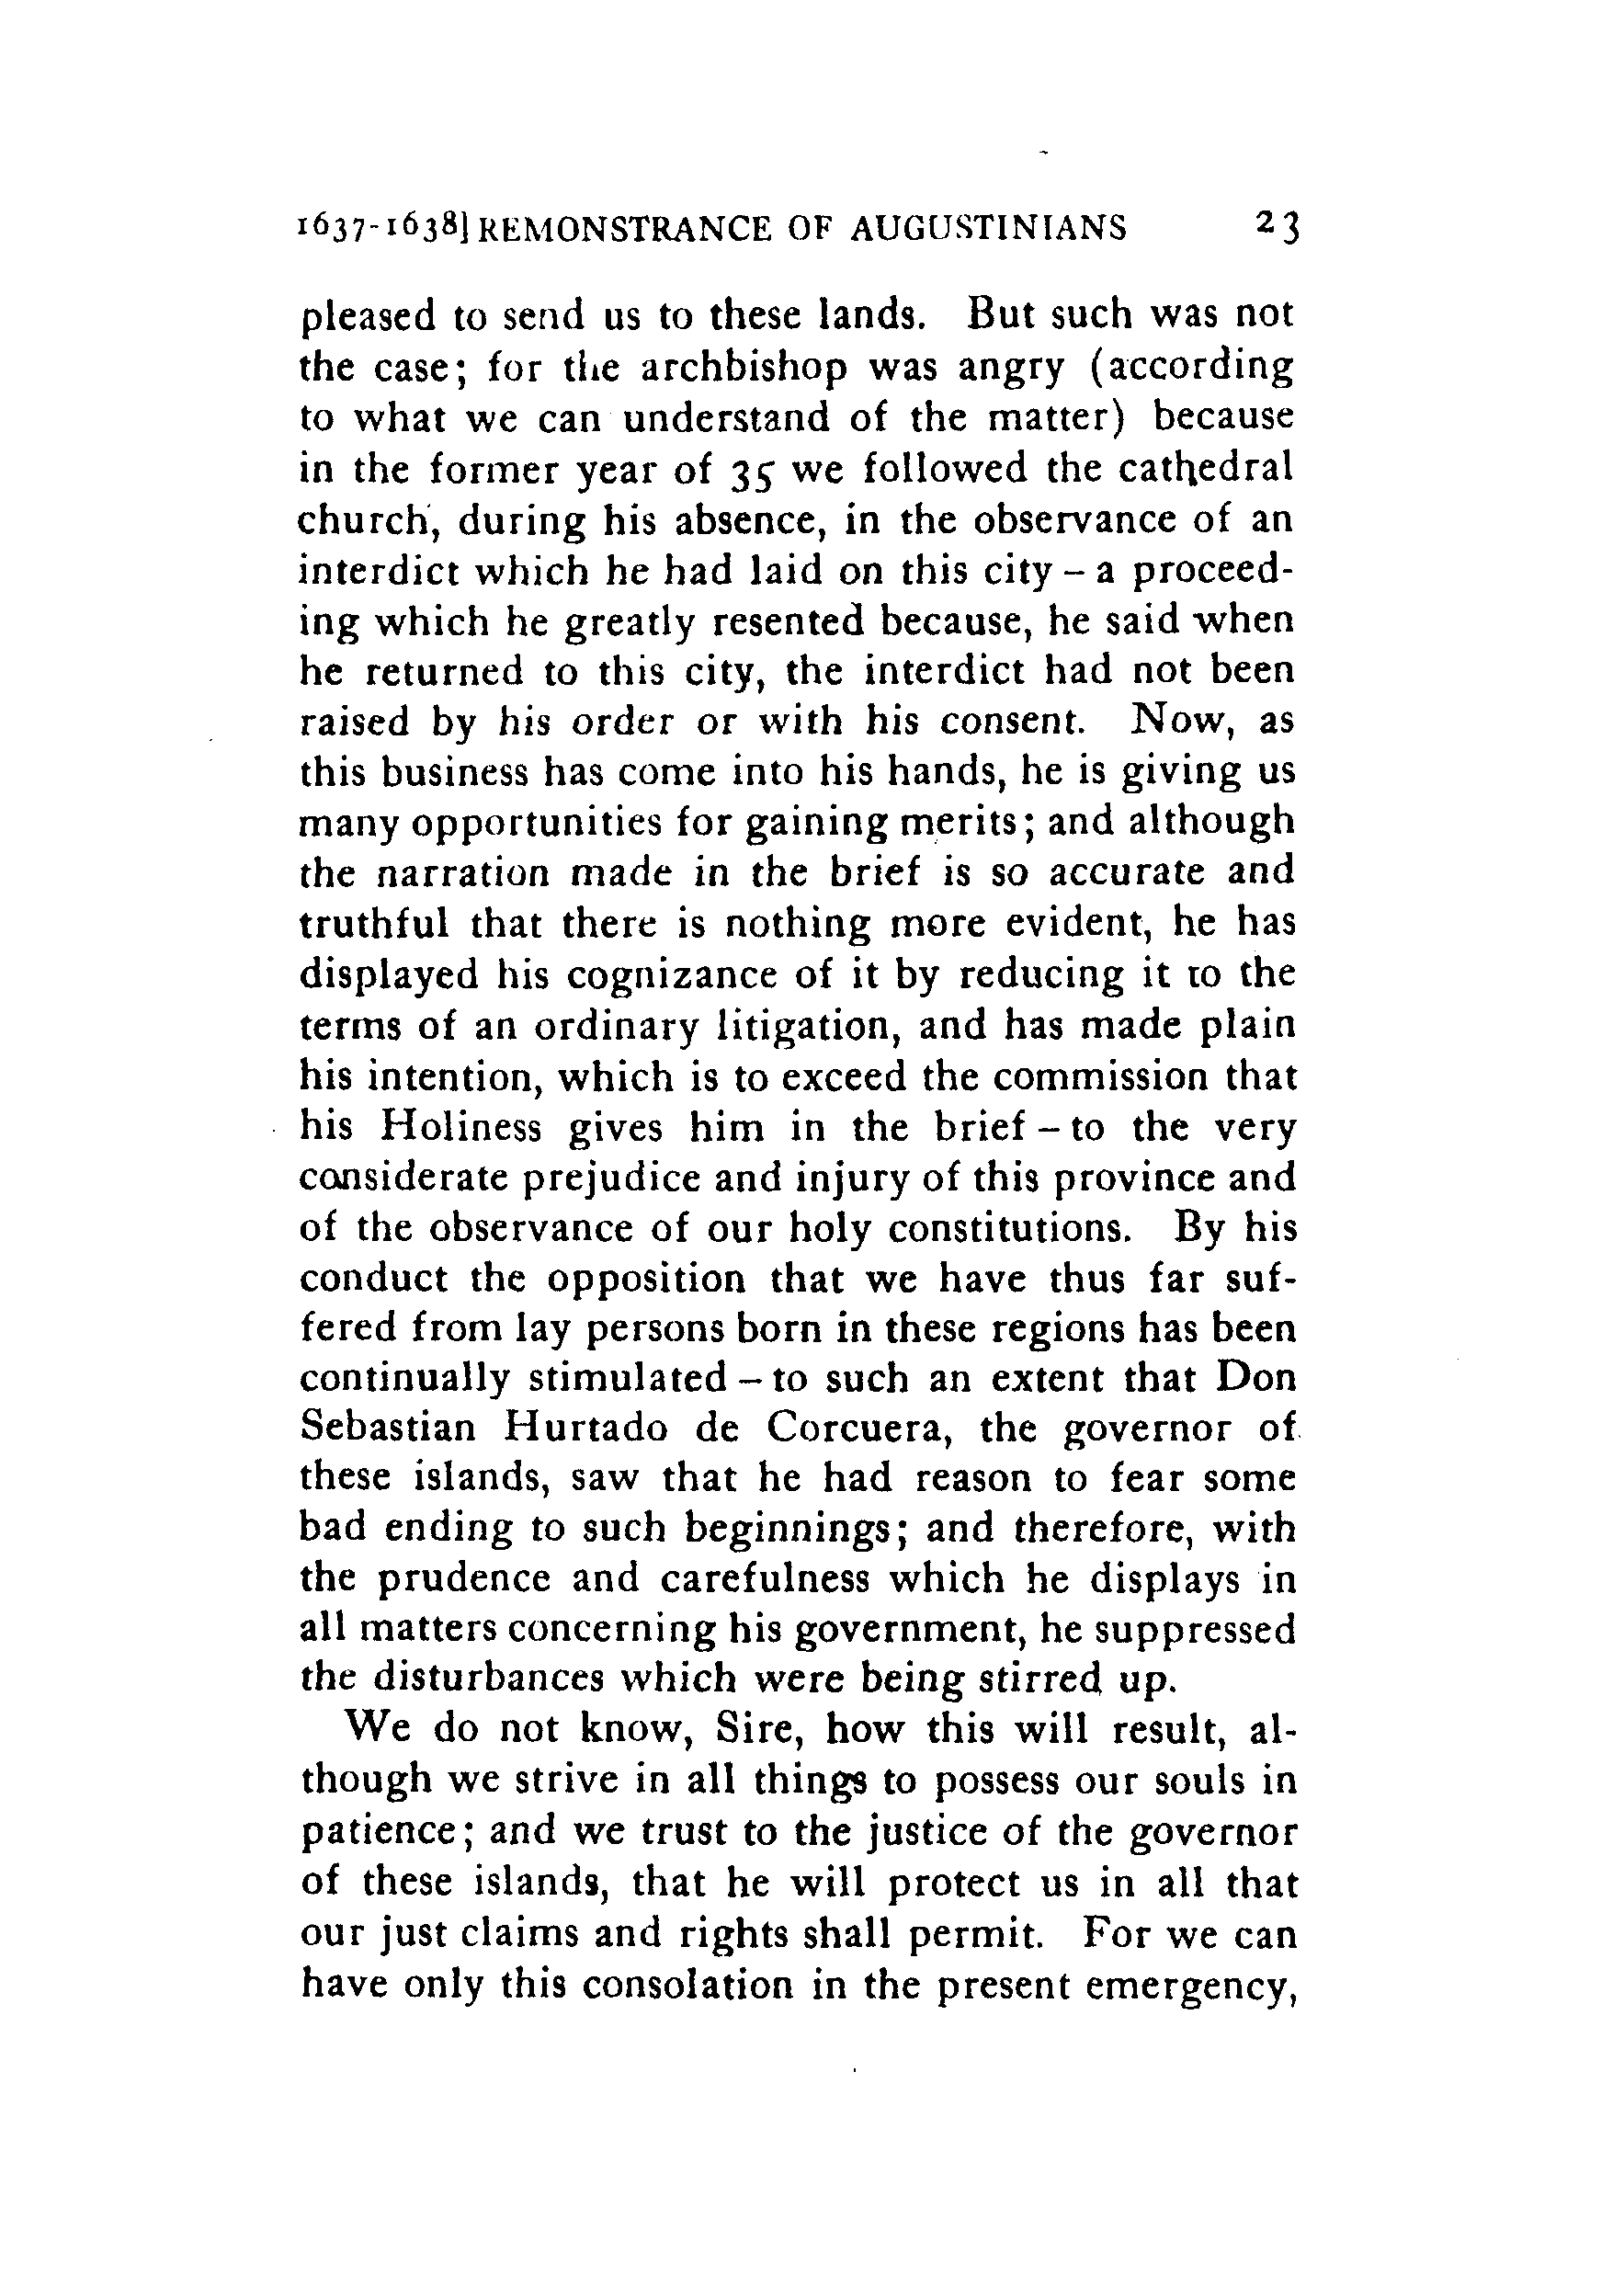 1637-1638] REMONSTRANCE OF AUGUSTINIANS 23
pleased to send us to these lands. But such was not
the case; for the archbishop was angry (according
to what we can understand of the matter) because
in the former year of 35 we followed the cathedral
church, during his absence, in the observance of an
interdict which he had laid on this city – a proceed-
ing which he greatly resented because, he said when
he returned to this city, the interdict had not been
raised by his order or with his consent. Now, as
this business has come into his hands, he is giving us
many opportunities for gaining merits; and although
the narration made in the brief is so accurate and
truthful that there is nothing more evident, he has
displayed his cognizance of it by reducing it to the
terms of an ordinary litigation, and has made plain
his intention, which is to exceed the commission that
his Holiness gives him in the brief – to the very
considerate prejudice and injury of this province and
of the observance of our holy constitutions. By his
conduct the opposition that we have thus far suf-
fered from lay persons born in these regions has been
continually stimulated – to such an extent that Don
Sebastian Hurtado de Corcuera, the governor of
these islands, saw that he had reason to fear some
bad ending to such beginnings; and therefore, with
the prudence and carefulness which he displays in
all matters concerning his government, he suppressed
the disturbances which were being stirred up.
We do not know, Sire, how this will result, al-
though we strive in all things to possess our souls in
patience; and we trust to the justice of the governor
of these islands, that he will protect us in all that
our just claims and rights shall permit. For we can
have only this consolation in the present emergency,